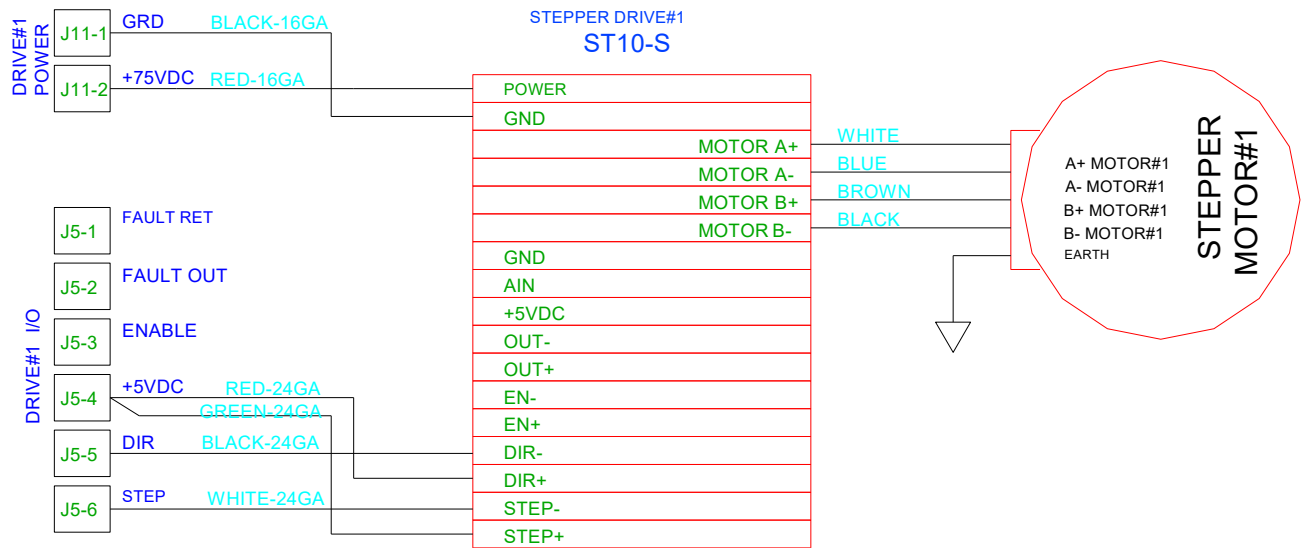 STEPPER DRIVE#1
ST10-S
DRIVE#1
POWER
J11-1
GRD
BLACK-16GA
J11-2
+75VDC
RED-16GA
DRIVE#1 I/O
J5-1
FAULT RET
J5-2
FAULT OUT
J5-3
ENABLE
J5-4
+5VDC
RED-24GA
GREEN-24GA
J5-5
DIR
BLACK-24GA
J5-6
STEP
WHITE-24GA
POWER
GND
MOTOR A+
MOTOR A-
MOTOR B+
MOTOR B-
GND
AIN
+5VDC
OUT-
OUT+
EN-
EN+
DIR-
DIR+
STEP-
STEP+
WHITE
BLUE
BROWN
BLACK
A+ MOTOR#1
A- MOTOR#1
B+ MOTOR#1
B- MOTOR#1
EARTH
STEPPER
MOTOR#1